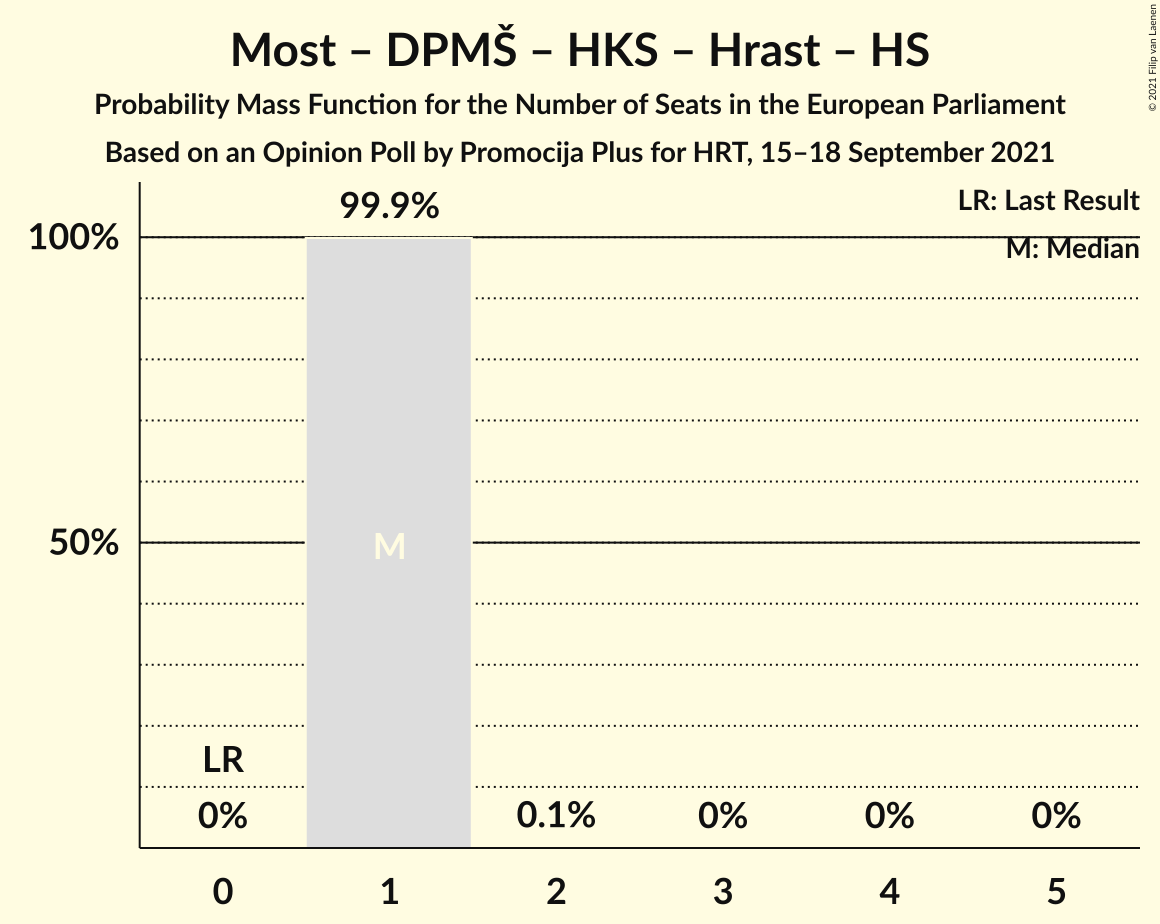 Most – DPMŠ – HKS – Hrast – HS
Probability Mass Function for the Number of Seats in the European Parliament
Based on an Opinion Poll by Promocija Plus for HRT, 15–18 September 2021
© 2021 Filip van Laenen
LR: Last Result
M: Median
99.9%
100%
50%
M
LR
0%
0.1%
0%
0%
0%
0 1 2 3 4 5